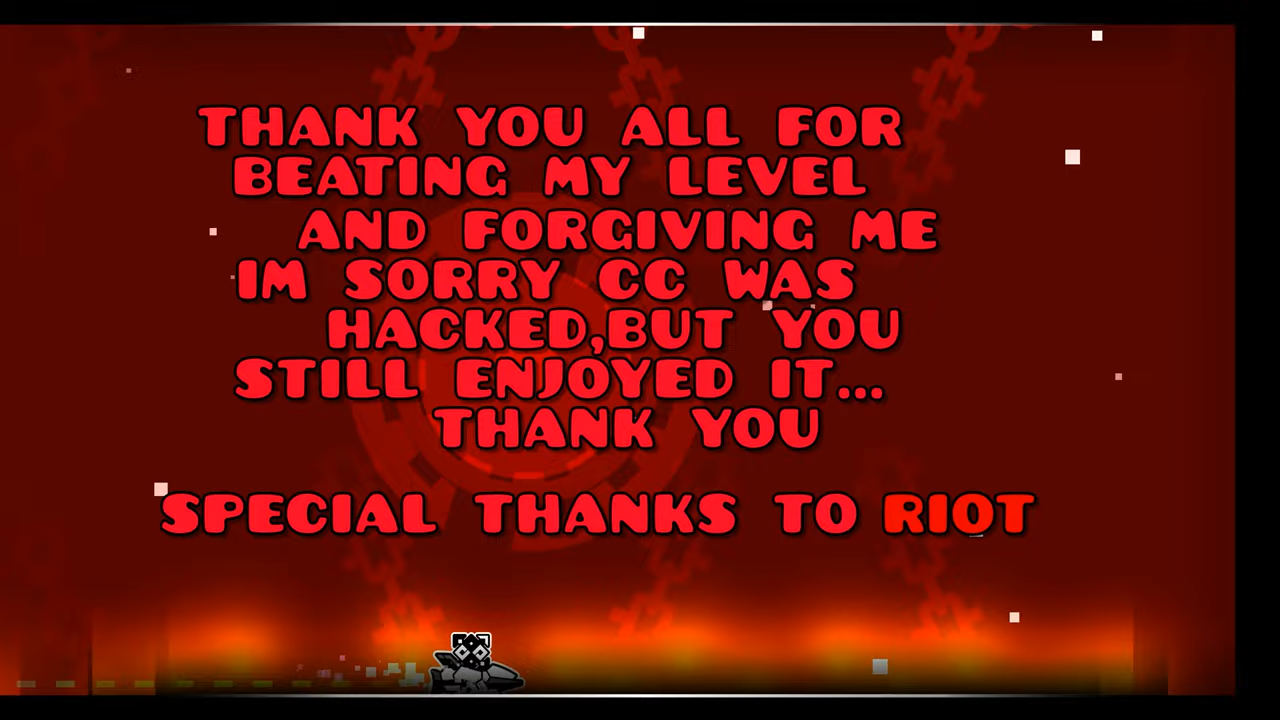 THANK YOU ALL FOR
BEATING MY LEVEL
AND FORGIVING ME
IM SORRY CC WAS
HACKED,BUT YOU
STILL ENJOYED IT...
THANK YOU
SPECIAL THANKS TO RIOT